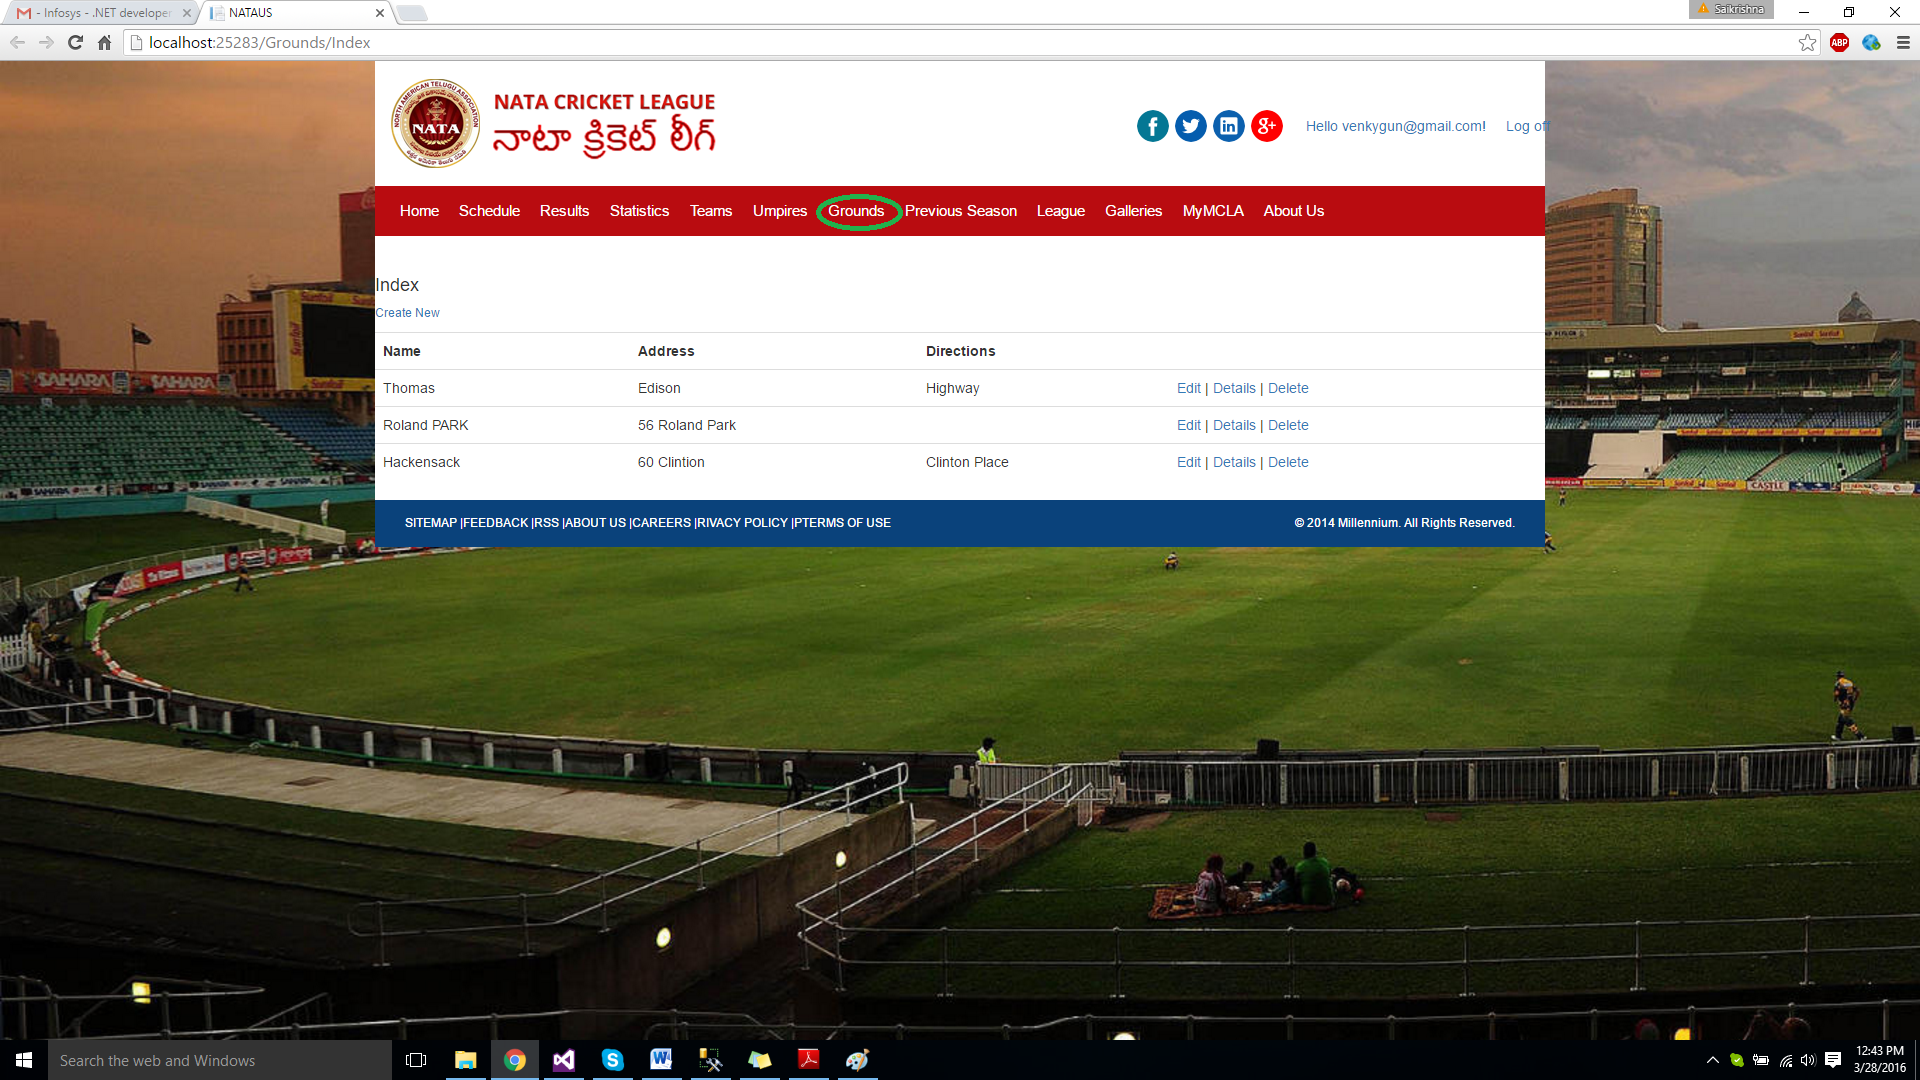 - Infosys - .NET developer
NATAUS
Saikrishna
localhost:25283/Grounds/Index
ABP
NORTH AMERICAN TELUGU ASSOCIATION
NATA
NATA CRICKET LEAGUE
నాటా క్రికెట్ లీగ్
Hello venkygun@gmail.com!
Log off
Home Schedule Results Statistics Teams Umpires Grounds Previous Season League Galleries MyMCLA About Us
Index
Create New
Name Address Directions
Thomas Edison Highway Edit | Details | Delete
Roland PARK 56 Roland Park Edit | Details | Delete
Hackensack 60 Clintion Clinton Place Edit | Details | Delete
SITEMAP |FEEDBACK |RSS |ABOUT US |CAREERS |RIVACY POLICY |PTERMS OF USE
© 2014 Millennium. All Rights Reserved.
SAHARA
SAHARA
Search the web and Windows
12:43 PM
3/28/2016